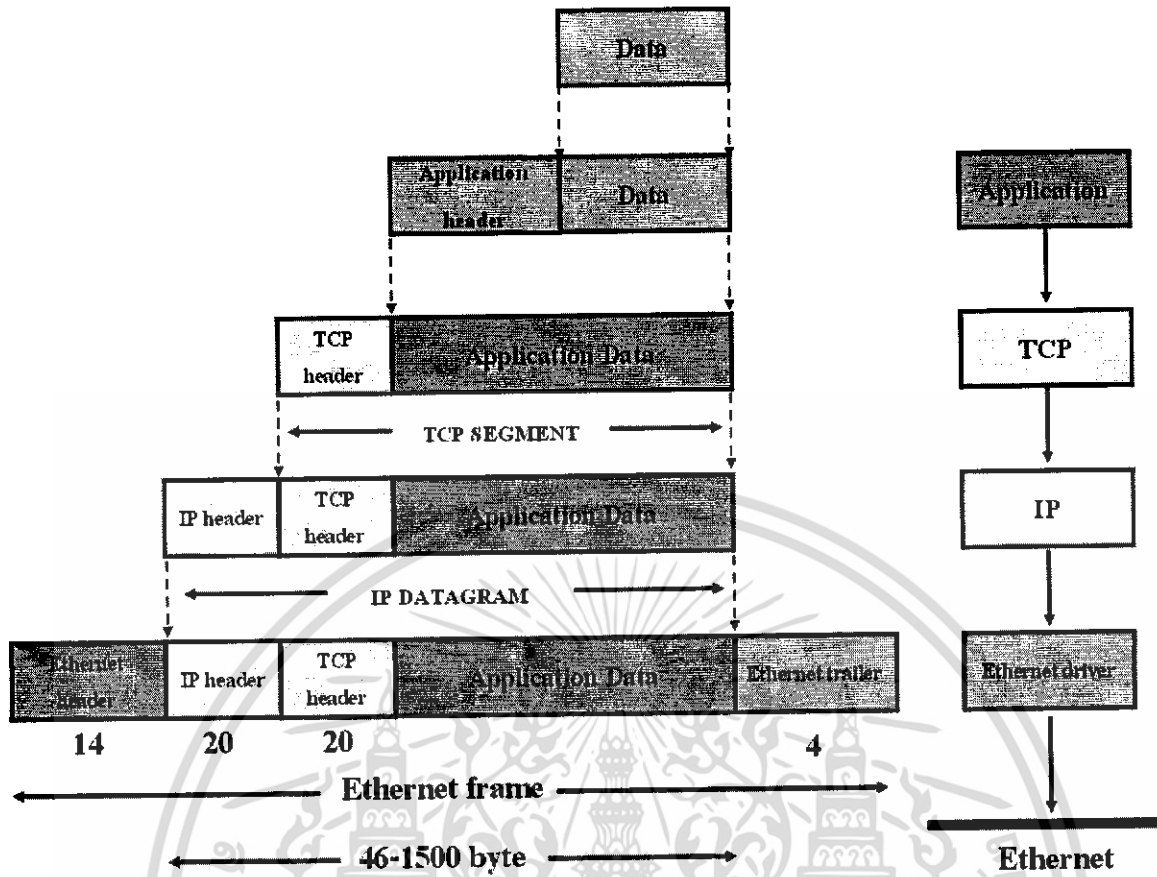 Data
Application
header
Data
Application
TCP
header
Application Data
TCP
TCP SEGMENT
IP header
TCP
header
Application Data
IP
IP DATAGRAM
Ethernet
header
IP header
TCP
header
Application Data
Ethernet trailer
Ethernet driver
14
20
20
4
Ethernet frame
46-1500 byte
Ethernet